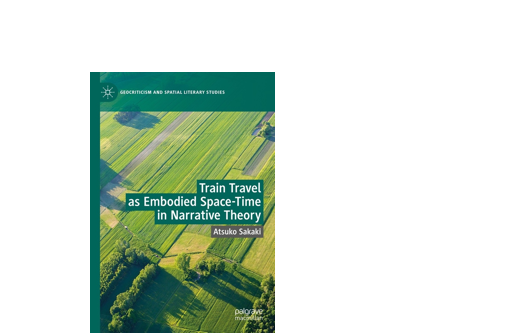 GEOCRITICISM AND SPATIAL LITERARY STUDIES
Train Travel
as Embodied Space-Time
in Narrative Theory
Atsuko Sakaki
palgrave
macmillan